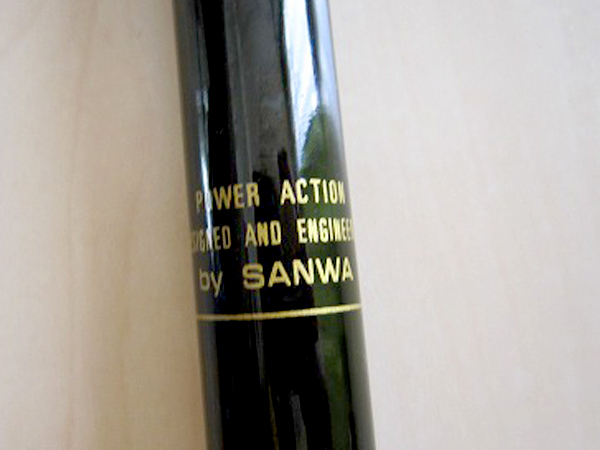 POWER ACTION
SIGNED AND ENGINEE
by SANWA